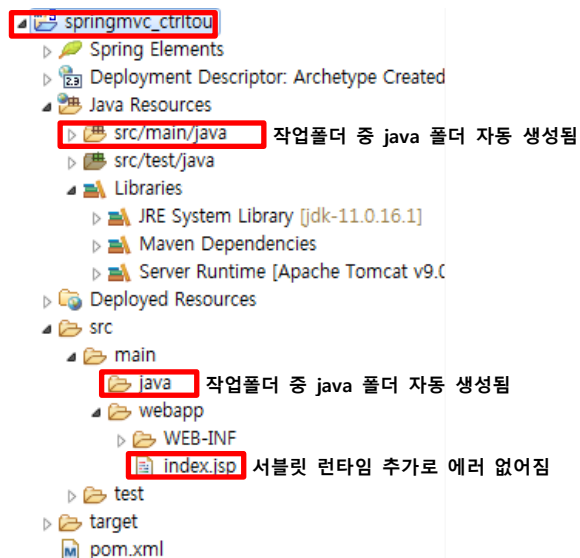 springmvc_ctrltou
Spring Elements
Deployment Descriptor: Archetype Created
Java Resources
src/main/java 작업폴더 중 java 폴더 자동 생성됨
src/test/java
Libraries
JRE System Library [jdk-11.0.16.1]
Maven Dependencies
Server Runtime [Apache Tomcat v9.0
Deployed Resources
src
main
java 작업폴더 중 java 폴더 자동 생성됨
webapp
WEB-INF
index.jsp 서블릿 런타임 추가로 에러 없어짐
test
target
pom.xml